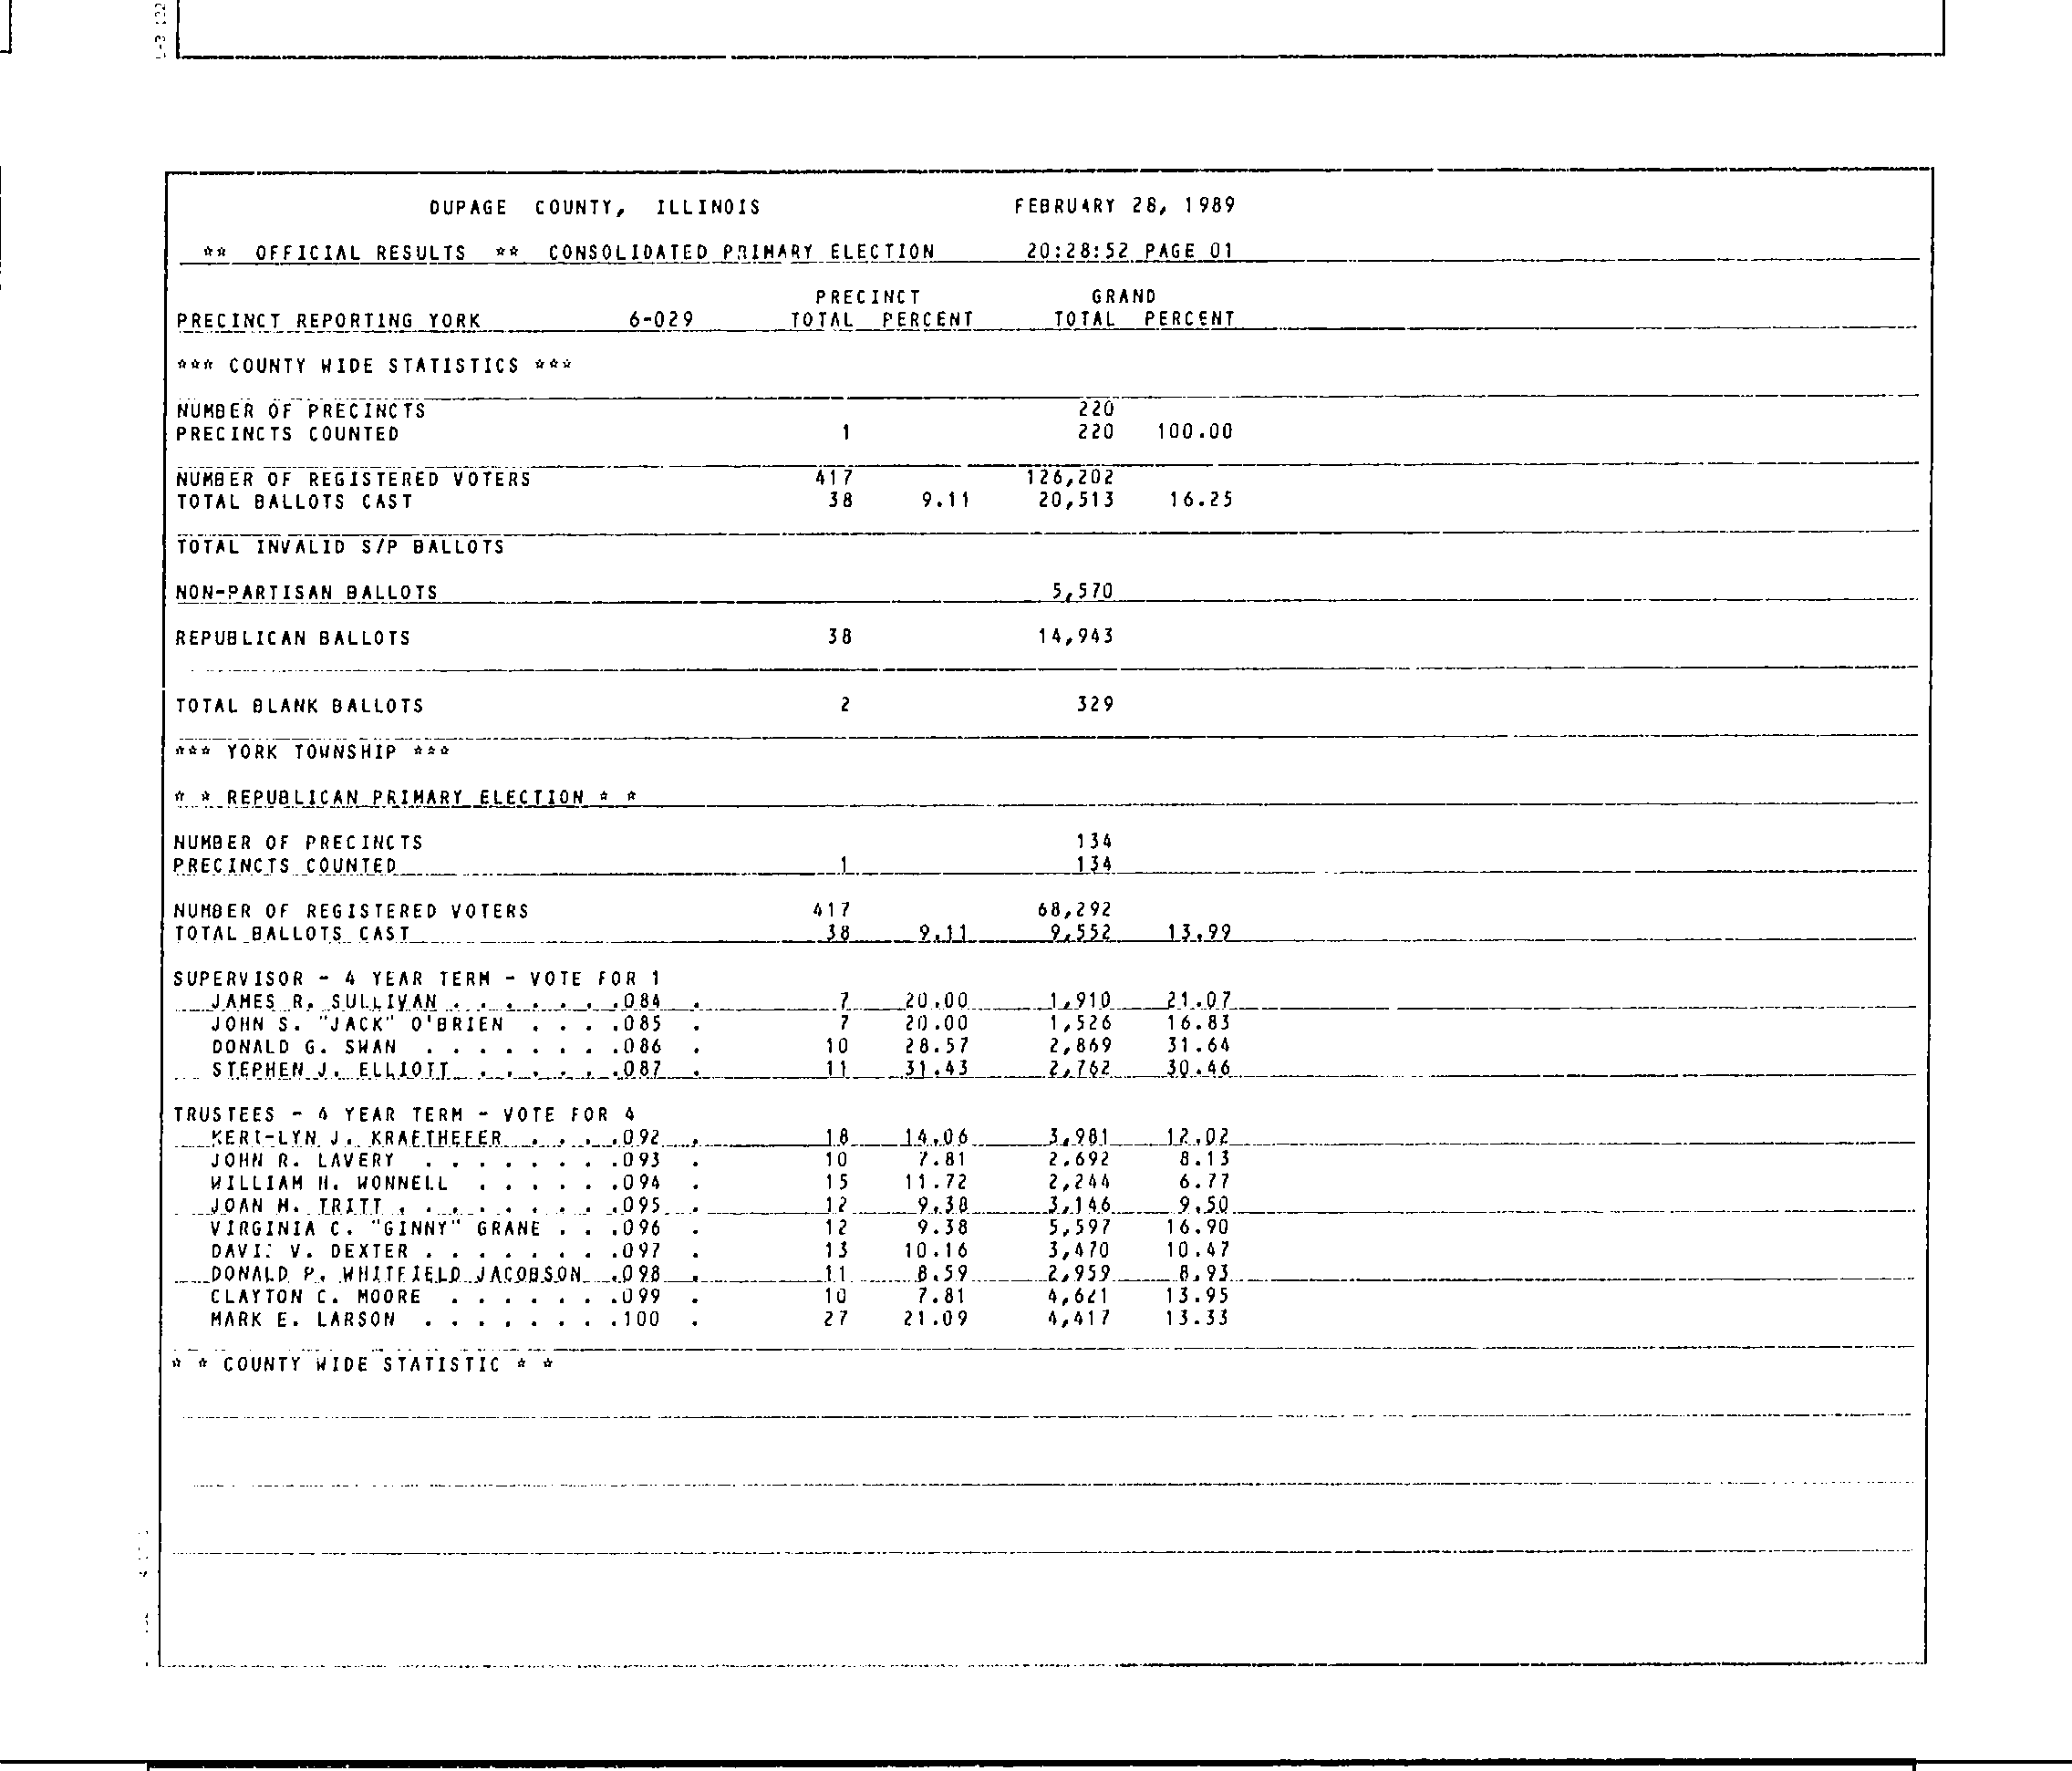 DUPAGE COUNTY, ILLINOIS FEBRUARY 28, 1989
** OFFICIAL RESULTS ** CONSOLIDATED PRIMARY ELECTION 20:28:52 PAGE 01
PRECINCT GRAND
PRECINCT REPORTING YORK 6-029 TOTAL PERCENT TOTAL PERCENT
*** COUNTY WIDE STATISTICS ***
NUMBER OF PRECINCTS 220
PRECINCTS COUNTED 1 220 100.00
NUMBER OF REGISTERED VOTERS 417 126,202
TOTAL BALLOTS CAST 38 9.11 20,513 16.25
TOTAL INVALID S/P BALLOTS
NON-PARTISAN BALLOTS 5,570
REPUBLICAN BALLOTS 38 14,943
TOTAL BLANK BALLOTS 2 329
*** YORK TOWNSHIP ***
* * REPUBLICAN PRIMARY ELECTION * *
NUMBER OF PRECINCTS 134
PRECINCTS COUNTED 1 134
NUMBER OF REGISTERED VOTERS 417 68,292
TOTAL BALLOTS CAST 38 9.11 9,552 13.99
SUPERVISOR - 4 YEAR TERM - VOTE FOR 1
JAMES R. SULLIVAN . . . . . . .084 . 7 20.00 1,910 21.07
JOHN S. "JACK" O'BRIEN . . . .085 . 7 20.00 1,526 16.83
DONALD G. SWAN . . . . . . . .086 . 10 28.57 2,869 31.64
STEPHEN J. ELLIOTT . . . . . .087 . 11 31.43 2,762 30.46
TRUSTEES - 4 YEAR TERM - VOTE FOR 4
KERI-LYN J. KRAFTHEFER . . . .092 . 18 14.06 3,981 12.02
JOHN R. LAVERY . . . . . . . .093 . 10 7.81 2,692 8.13
WILLIAM H. WONNELL . . . . . .094 . 15 11.72 2,244 6.77
JOAN M. TRITT . . . . . . . . .095 . 12 9.38 3,146 9.50
VIRGINIA C. "GINNY" GRANE . . .096 . 12 9.38 5,597 16.90
V. DEXTER . . . . . . . .097 . 13 10.16 3,470 10.47
DONALD P. WHITFIELD JACOBSON .098 . 11 8.59 2,959 8.93
CLAYTON C. MOORE . . . . . . .099 . 10 7.81 4,621 13.95
MARK E. LARSON . . . . . . . .100 . 27 21.09 4,417 13.33
* * COUNTY WIDE STATISTIC * *